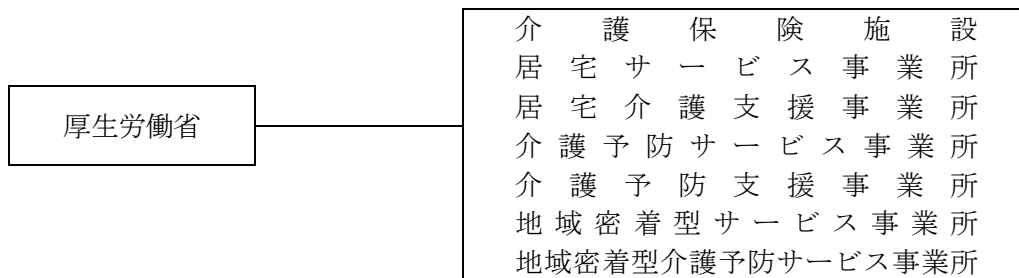 厚生労働省
介護保険施設
居宅サービス事業所
居宅介護支援事業所
介護予防サービス事業所
介護予防支援事業所
地域密着型サービス事業所
地域密着型介護予防サービス事業所